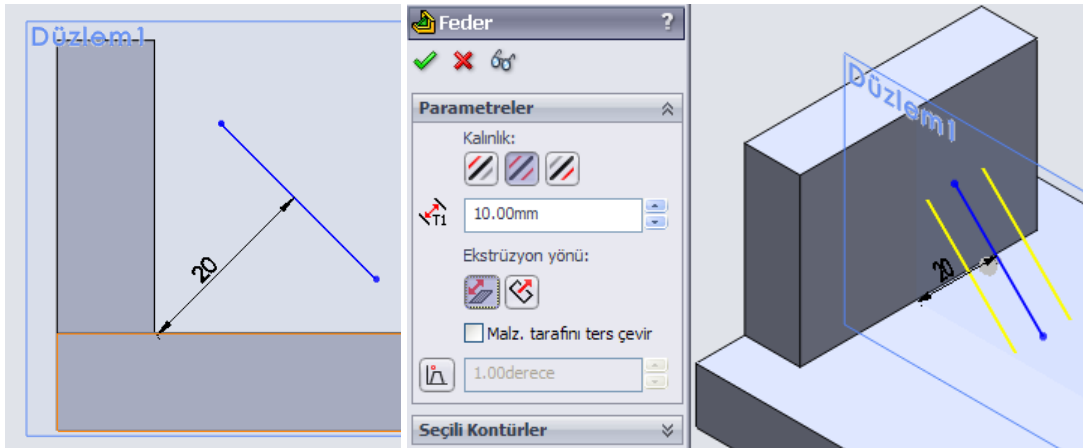 Düzlem1
20
Feder
?
Parametreler
Kalınlık:
T1
10.00mm
Ekstrüzyon yönü:
Malz. tarafını ters çevir
1.00derece
Seçili Kontürler
Düzlem1
20